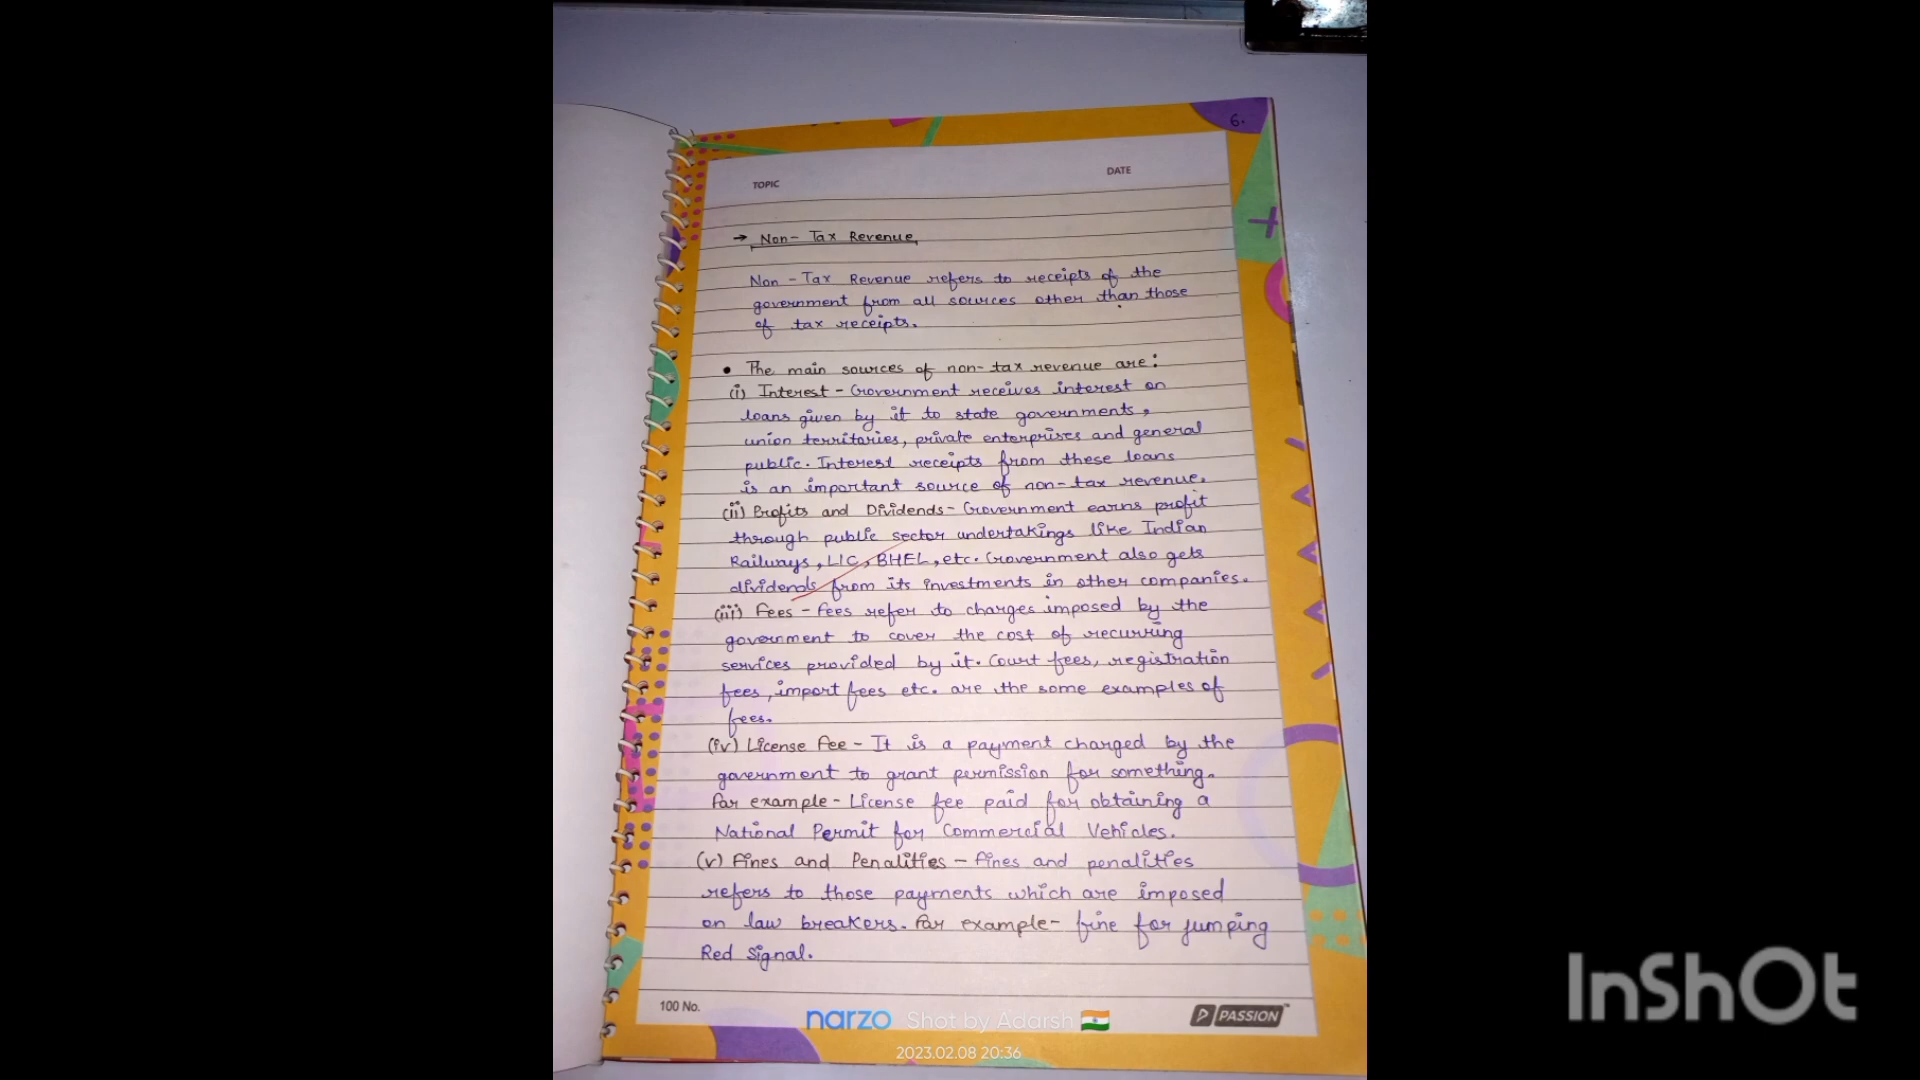 6.
TOPIC
DATE
→ Non-Tax Revenue
Non-Tax Revenue refers to receipts of the
government from all sources other than those
of tax receipts.
• The main sources of non-tax revenue are:
(i) Interest - Government receives interest on
loans given by it to state governments,
union territories, private enterprises and general
public. Interest receipts from these loans
is an important source of non-tax revenue.
(ii) Profits and Dividends - Government earns profit
through public sector undertakings like Indian
Railways, LIC, BHEL, etc. Government also gets
dividends from its investments in other companies.
(iii) Fees - Fees refer to charges imposed by the
government to cover the cost of recurring
services provided by it. Court fees, registration
fees, import fees etc. are the some examples of
fees.
(iv) License Fee - It is a payment charged by the
government to grant permission for something.
For example - License fee paid for obtaining a
National Permit for Commercial Vehicles.
(v) Fines and Penalities - Fines and penalities
refers to those payments which are imposed
on law breakers. For example - fine for jumping
Red Signal.
100 No.
PASSION
narzo Shot by Adarsh
2023.02.08 20:36
InShOt